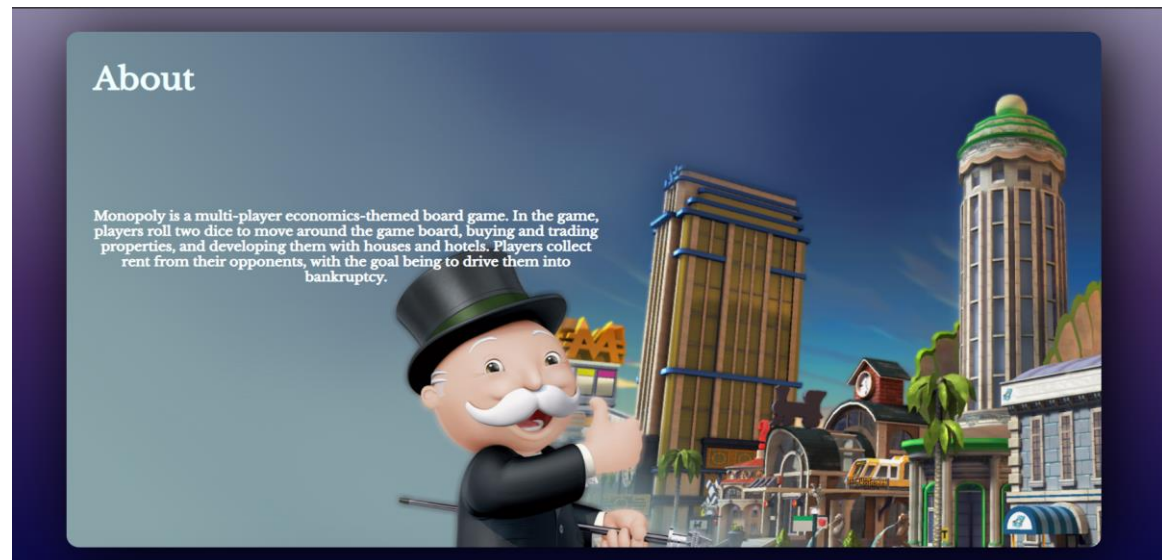 About
Monopoly is a multi-player economics-themed board game. In the game,
players roll two dice to move around the game board, buying and trading
properties, and developing them with houses and hotels. Players collect
rent from their opponents, with the goal being to drive them into
bankruptcy.